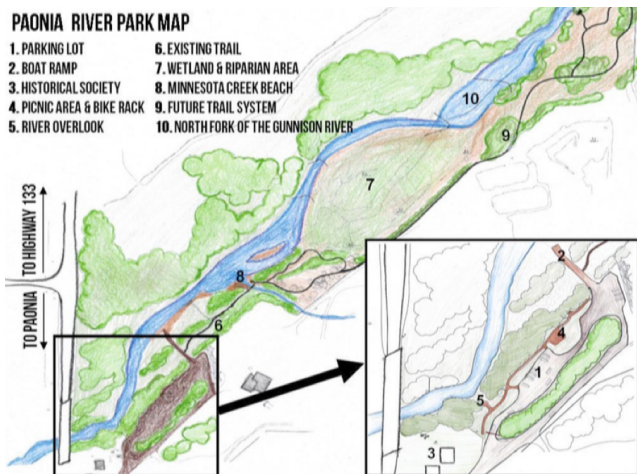 PAONIA RIVER PARK MAP
1. PARKING LOT
2. BOAT RAMP
3. HISTORICAL SOCIETY
4. PICNIC AREA & BIKE RACK
5. RIVER OVERLOOK
6. EXISTING TRAIL
7. WETLAND & RIPARIAN AREA
8. MINNESOTA CREEK BEACH
9. FUTURE TRAIL SYSTEM
10. NORTH FORK OF THE GUNNISON RIVER
10
9
7
TO HIGHWAY 133
TO PAONIA
8
6
2
4
1
5
3